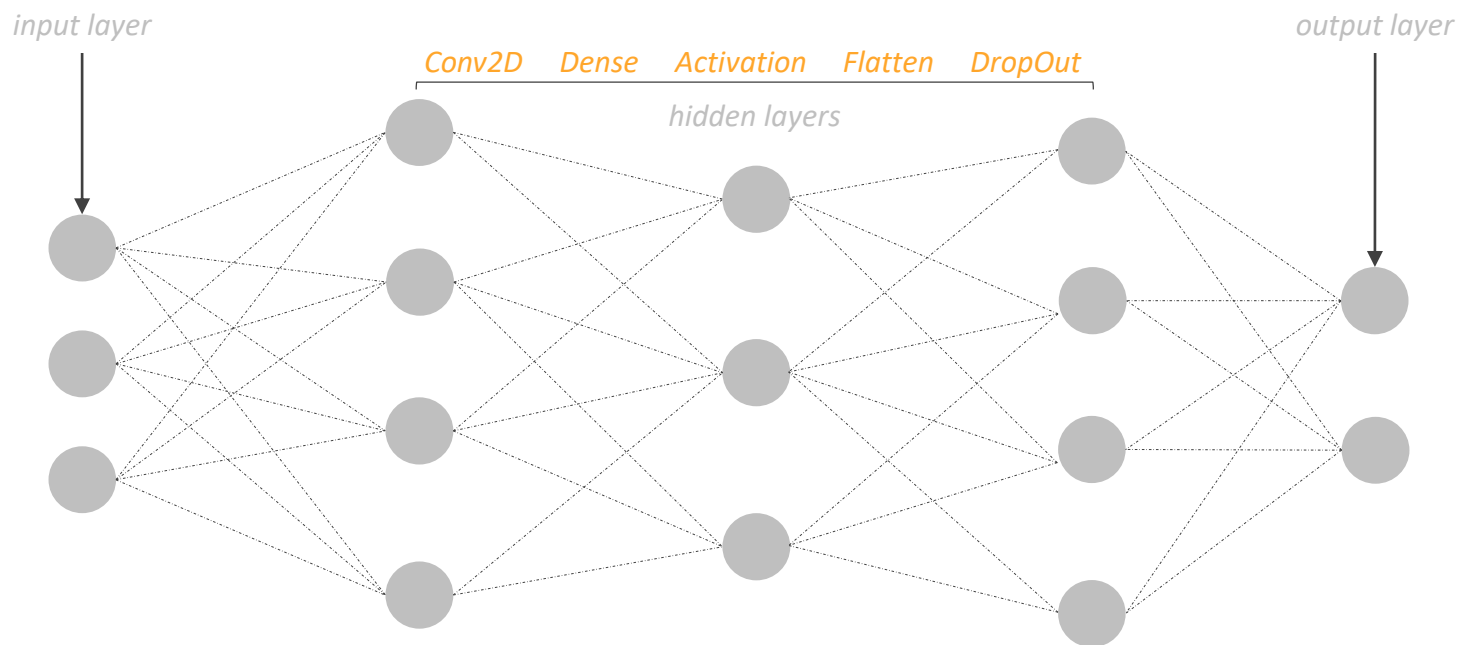 input layer
output layer
Conv2D Dense Activation Flatten DropOut
hidden layers